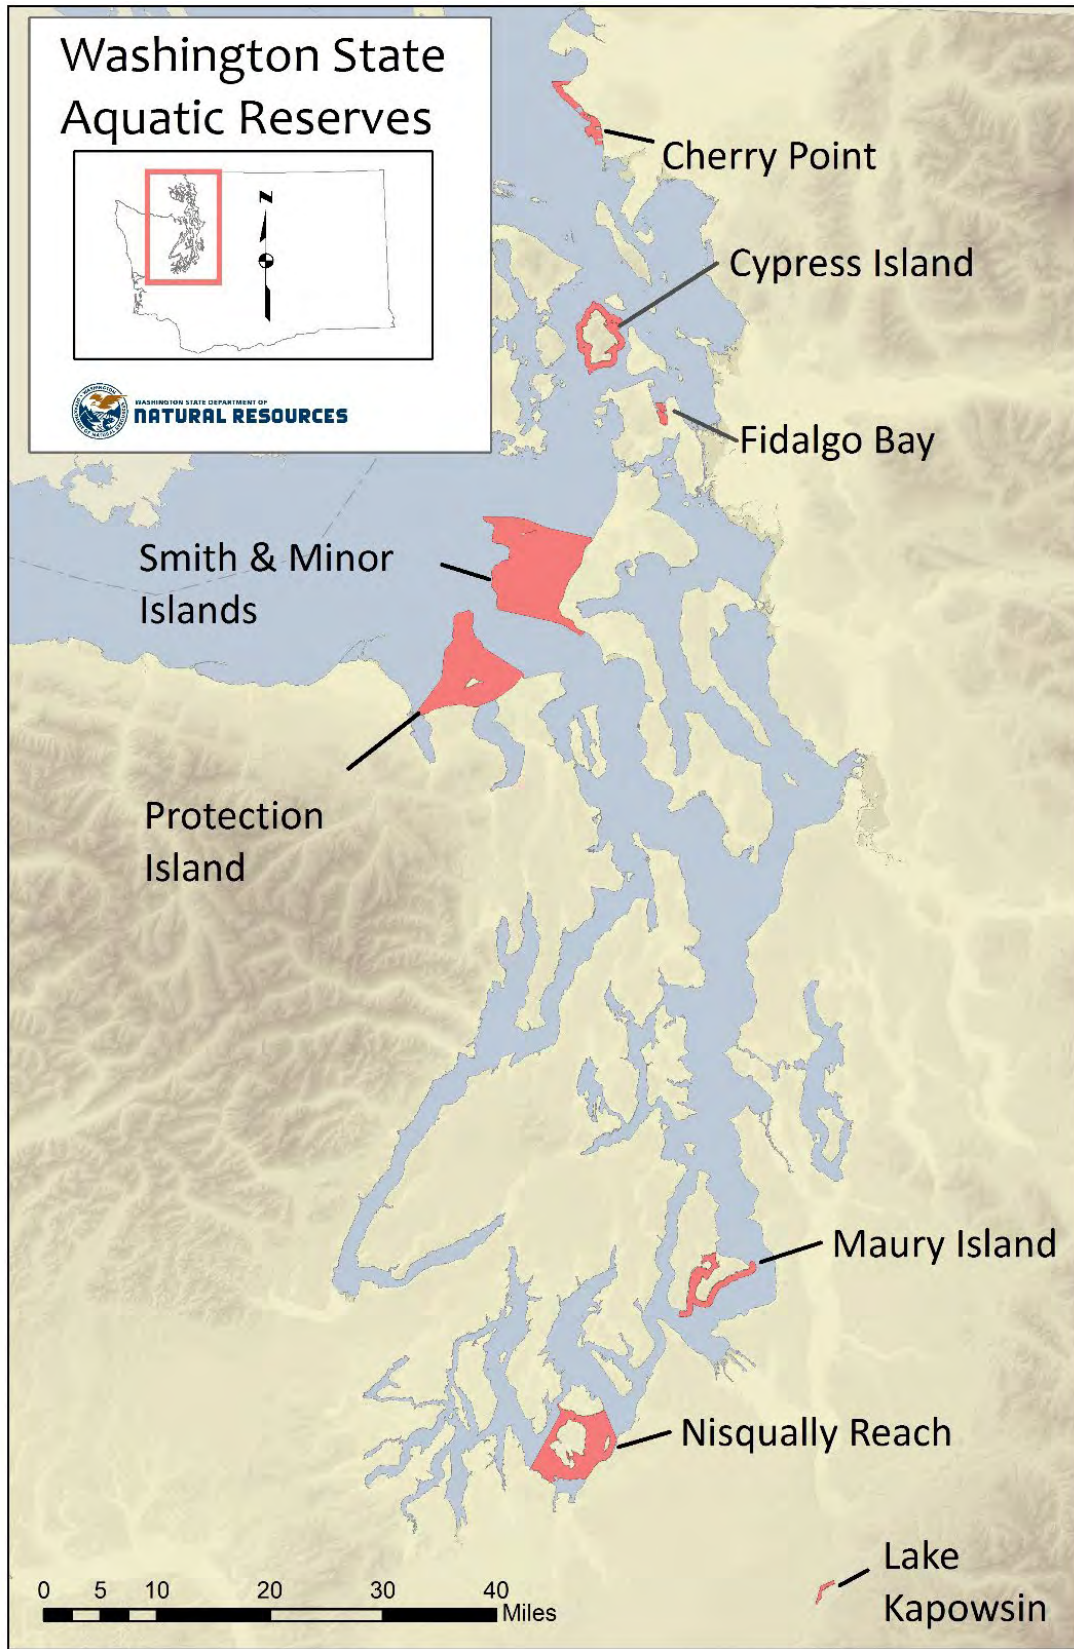 Washington State
Aquatic Reserves
N
WASHINGTON STATE DEPARTMENT OF
NATURAL RESOURCES
Cherry Point
Cypress Island
Fidalgo Bay
Smith & Minor
Islands
Protection
Island
Maury Island
Nisqually Reach
Lake
Kapowsin
0 5 10 20 30 40
Miles